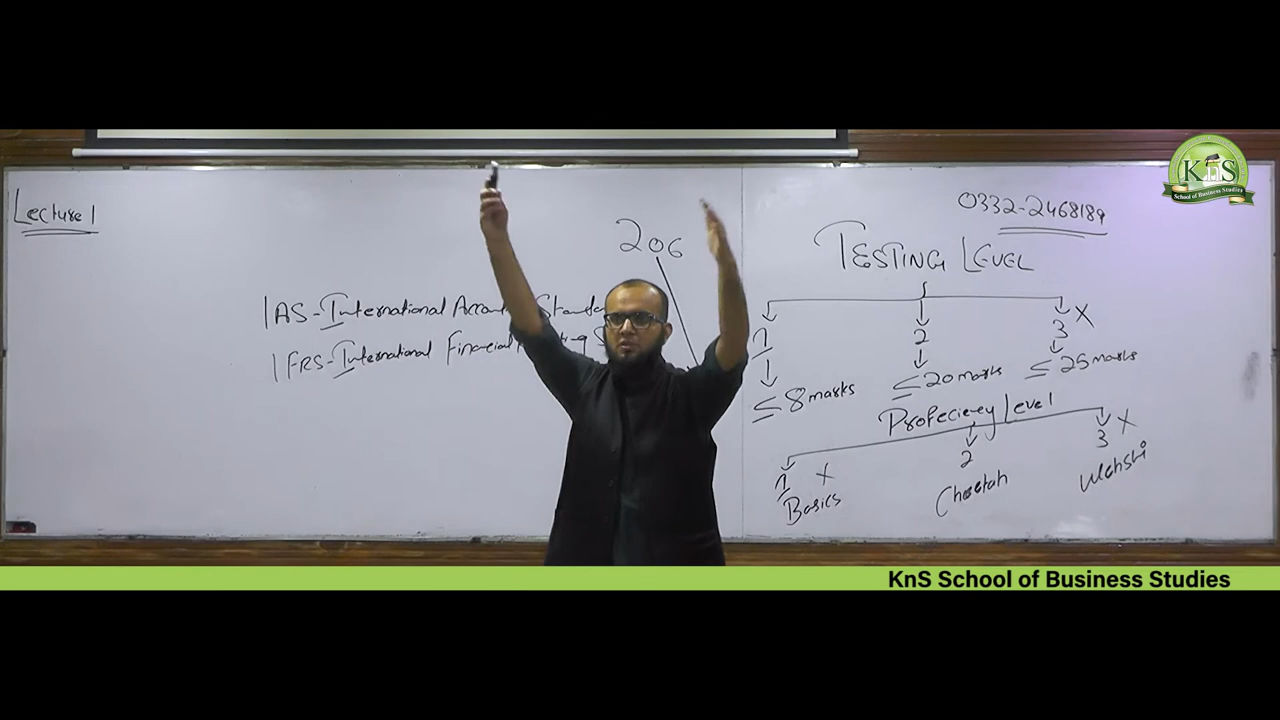 Lecture 1
206
IAS-International Accou
IFRS-International Financial
0332-2468189
TESTING LEVEL
1 2 3 X
≤ 8 marks ≤ 20 marks ≤ 25 marks
Profeciency Level
1 X 2 3 X
Basics Cheetah Wehshi
KnS
School of Business Studies
KnS School of Business Studies